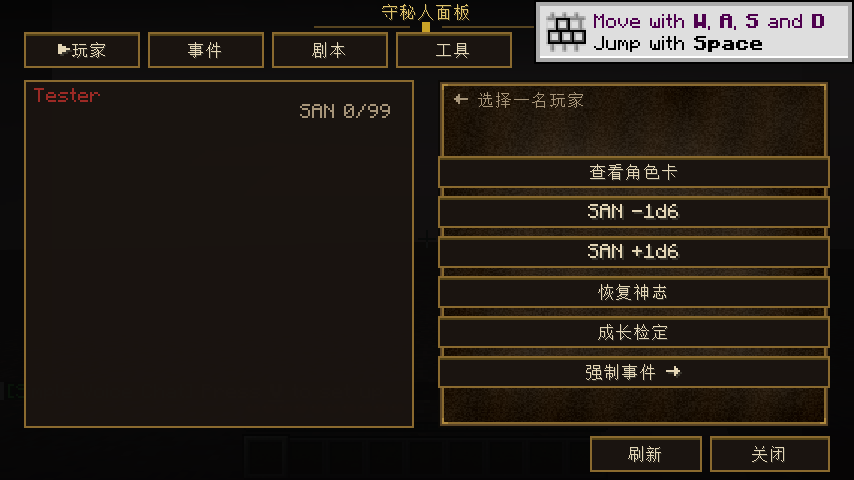 守秘人面板
Move with W, A, S and D
Jump with Space
玩家
事件
剧本
工具
Tester
SAN 0/99
选择一名玩家
查看角色卡
SAN -1d6
SAN +1d6
恢复神志
成长检定
强制事件 →
刷新
关闭